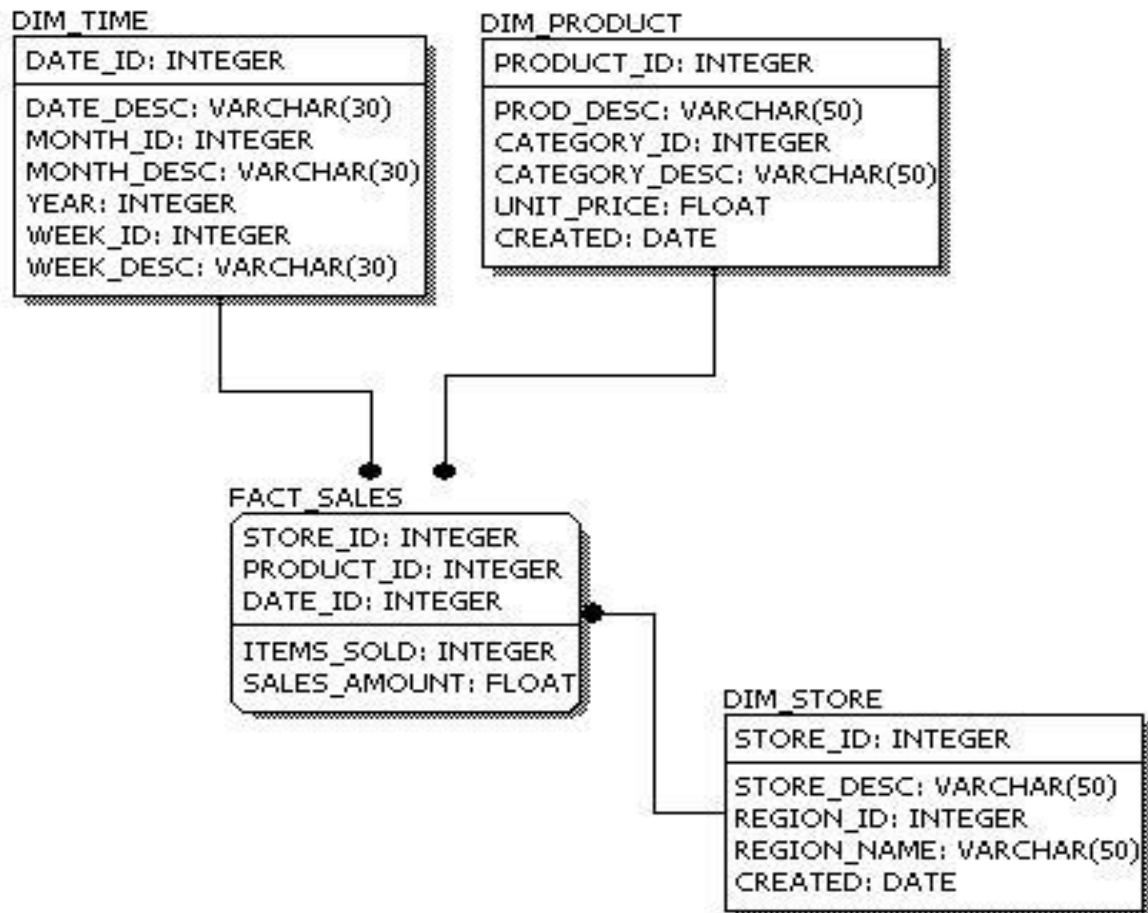 DIM_TIME
DATE_ID: INTEGER
DATE_DESC: VARCHAR(30)
MONTH_ID: INTEGER
MONTH_DESC: VARCHAR(30)
YEAR: INTEGER
WEEK_ID: INTEGER
WEEK_DESC: VARCHAR(30)
DIM_PRODUCT
PRODUCT_ID: INTEGER
PROD_DESC: VARCHAR(50)
CATEGORY_ID: INTEGER
CATEGORY_DESC: VARCHAR(50)
UNIT_PRICE: FLOAT
CREATED: DATE
FACT_SALES
STORE_ID: INTEGER
PRODUCT_ID: INTEGER
DATE_ID: INTEGER
ITEMS_SOLD: INTEGER
SALES_AMOUNT: FLOAT
DIM_STORE
STORE_ID: INTEGER
STORE_DESC: VARCHAR(50)
REGION_ID: INTEGER
REGION_NAME: VARCHAR(50)
CREATED: DATE